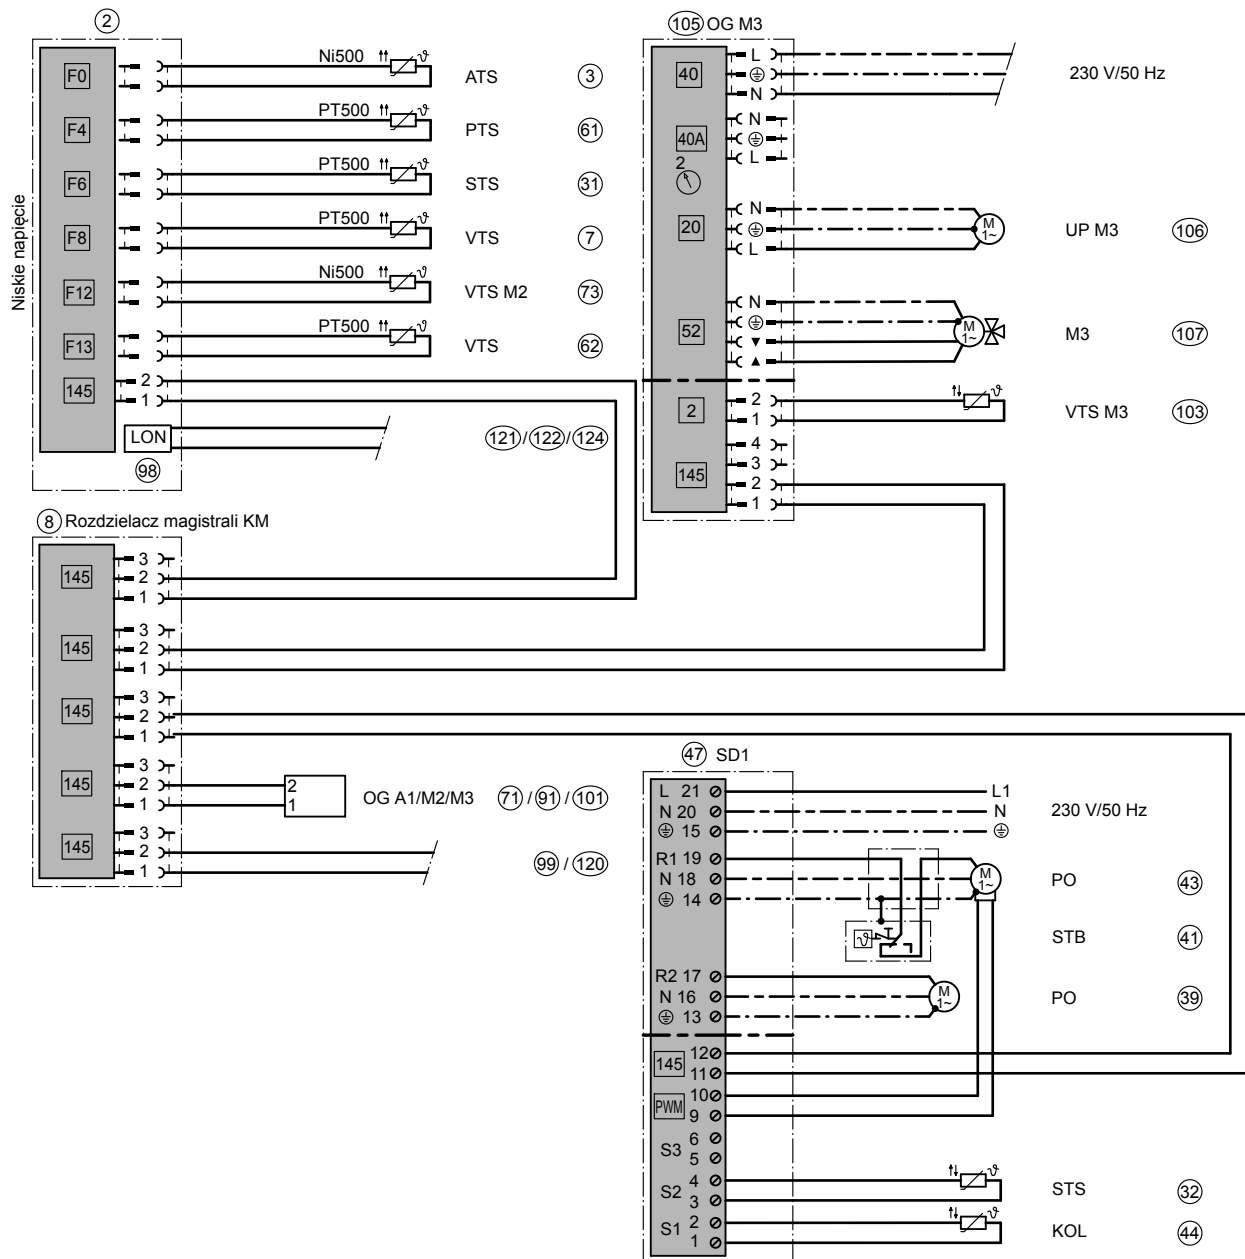 2
Niskie napięcie
F0 Ni500 ϑ ATS 3
F4 PT500 ϑ PTS 61
F6 PT500 ϑ STS 31
F8 PT500 ϑ VTS 7
F12 Ni500 ϑ VTS M2 73
F13 PT500 ϑ VTS 62
145 2
1
LON 121/122/124
98
105 OG M3
40 L
N
230 V/50 Hz
40A N
L
2
20 N
L
M
1~
UP M3 106
52 N
M
1~
M3 107
2 2
1
ϑ VTS M3 103
145 4
3
2
1
8 Rozdzielacz magistrali KM
145 3
2
1
145 3
2
1
145 3
2
1
145 3
2
1
2
1
OG A1/M2/M3 71/91/101
145 3
2
1
99/120
47 SD1
L 21 L1
N 20 N
15
230 V/50 Hz
R1 19
N 18
14
M
1~
PO 43
ϑ STB 41
R2 17
N 16
13
M
1~
PO 39
145 12
11
PWM 10
9
S3 6
5
S2 4
3
ϑ STS 32
S1 2
1
ϑ KOL 44